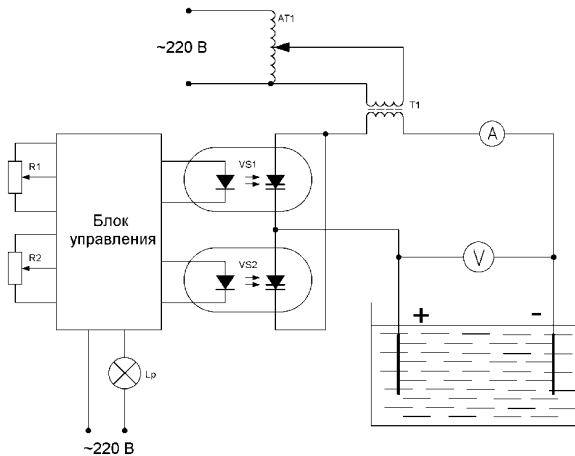 AT1
~220 В
T1
A
R1
VS1
Блок
управления
R2
VS2
V
+ -
Lp
~220 В